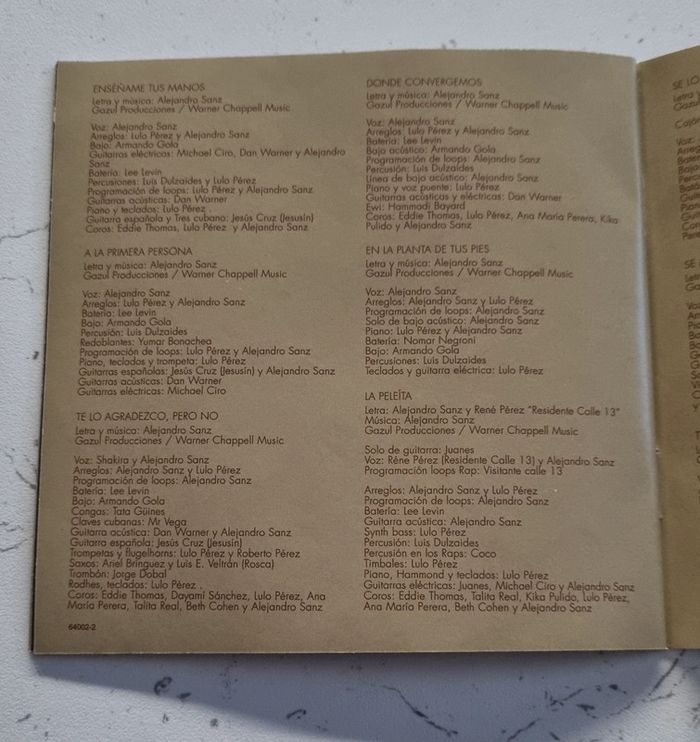 ENSÉÑAME TUS MANOS
Letra y música: Alejandro Sanz
Gazul Producciones / Warner Chappell Music
Voz: Alejandro Sanz
Arreglos: Lulo Pérez y Alejandro Sanz
Bajo: Armando Gola
Guitarras eléctricas: Michael Ciro, Dan Warner y Alejandro
Sanz
Batería: Lee Levin
Percusiones: Luis Dulzaides y Lulo Pérez
Programación de loops: Lulo Pérez y Alejandro Sanz
Guitarras acústicas: Dan Warner
Piano y teclados: Lulo Pérez .
Guitarra española y Tres cubano: Jesús Cruz (Jesusín)
Coros: Eddie Thomas, Lulo Pérez y Alejandro Sanz
A LA PRIMERA PERSONA
Letra y música: Alejandro Sanz
Gazul Producciones / Warner Chappell Music
Voz: Alejandro Sanz
Arreglos: Lulo Pérez y Alejandro Sanz
Batería: Lee Levin
Bajo: Armando Gola
Percusión: Luis Dulzaides
Redoblantes: Yumar Bonachea
Programación de loops: Lulo Pérez y Alejandro Sanz
Piano, teclados y trompeta: Lulo Pérez
Guitarras españolas: Jesús Cruz (Jesusín) y Alejandro Sanz
Guitarras acústicas: Dan Warner
Guitarras eléctricas: Michael Ciro
TE LO AGRADEZCO, PERO NO
Letra y música: Alejandro Sanz
Gazul Producciones / Warner Chappell Music
Voz: Shakira y Alejandro Sanz
Arreglos: Alejandro Sanz y Lulo Pérez
Programación de loops: Alejandro Sanz
Batería: Lee Levin
Bajo: Armando Gola
Congas: Tata Güines
Claves cubanas: Mr Vega
Guitarra acústica: Dan Warner y Alejandro Sanz
Guitarra española: Jesús Cruz (Jesusín)
Trompetas y flugelhorns: Lulo Pérez y Roberto Pérez
Saxos: Ariel Bringuez y Luis E. Veltrán (Rosca)
Trombón: Jorge Dobal
Rodhes, teclados: Lulo Pérez .
Coros: Eddie Thomas, Dayamí Sánchez, Lulo Pérez, Ana
María Perera, Talita Real, Beth Cohen y Alejandro Sanz
64002-2
DONDE CONVERGEMOS
Letra y música: Alejandro Sanz
Gazul Producciones / Warner Chappell Music
Voz: Alejandro Sanz
Arreglos: Lulo Pérez y Alejandro Sanz
Batería: Lee Levin
Bajo acústico: Armando Gola
Programación de loops: Alejandro Sanz
Percusión: Luis Dulzaides
Línea de bajo acústico: Alejandro Sanz
Piano y voz puente: Lulo Pérez
Guitarras acústicas y eléctricas: Dan Warner
Ewi: Hammadi Bayard
Coros: Eddie Thomas, Lulo Pérez, Ana María Perera, Kika
Pulido y Alejandro Sanz
EN LA PLANTA DE TUS PIES
Letra y música: Alejandro Sanz
Gazul Producciones / Warner Chappell Music
Voz: Alejandro Sanz
Arreglos: Alejandro Sanz y Lulo Pérez
Programación de loops: Alejandro Sanz
Solo de bajo acústico: Alejandro Sanz
Piano: Lulo Pérez y Alejandro Sanz
Batería: Nomar Negroni
Bajo: Armando Gola
Percusiones: Luis Dulzaides
Teclados y guitarra eléctrica: Lulo Pérez
LA PELEÍTA
Letra: Alejandro Sanz y René Pérez "Residente Calle 13"
Música: Alejandro Sanz
Gazul Producciones / Warner Chappell Music
Solo de guitarra: Juanes
Voz: Réne Pérez (Residente Calle 13) y Alejandro Sanz
Programación loops Rap: Visitante calle 13
Arreglos: Alejandro Sanz y Lulo Pérez
Programación de loops: Alejandro Sanz
Batería: Lee Levin
Guitarra acústica: Alejandro Sanz
Synth bass: Lulo Pérez
Percusión: Luis Dulzaides
Percusión en los Raps: Coco
Timbales: Lulo Pérez
Piano, Hammond y teclados: Lulo Pérez
Guitarras eléctricas: Juanes, Michael Ciro y Alejandro Sanz
Coros: Eddie Thomas, Talita Real, Kika Pulido, Lulo Pérez,
Ana María Perera, Beth Cohen y Alejandro Sanz
SE LO
Letra y